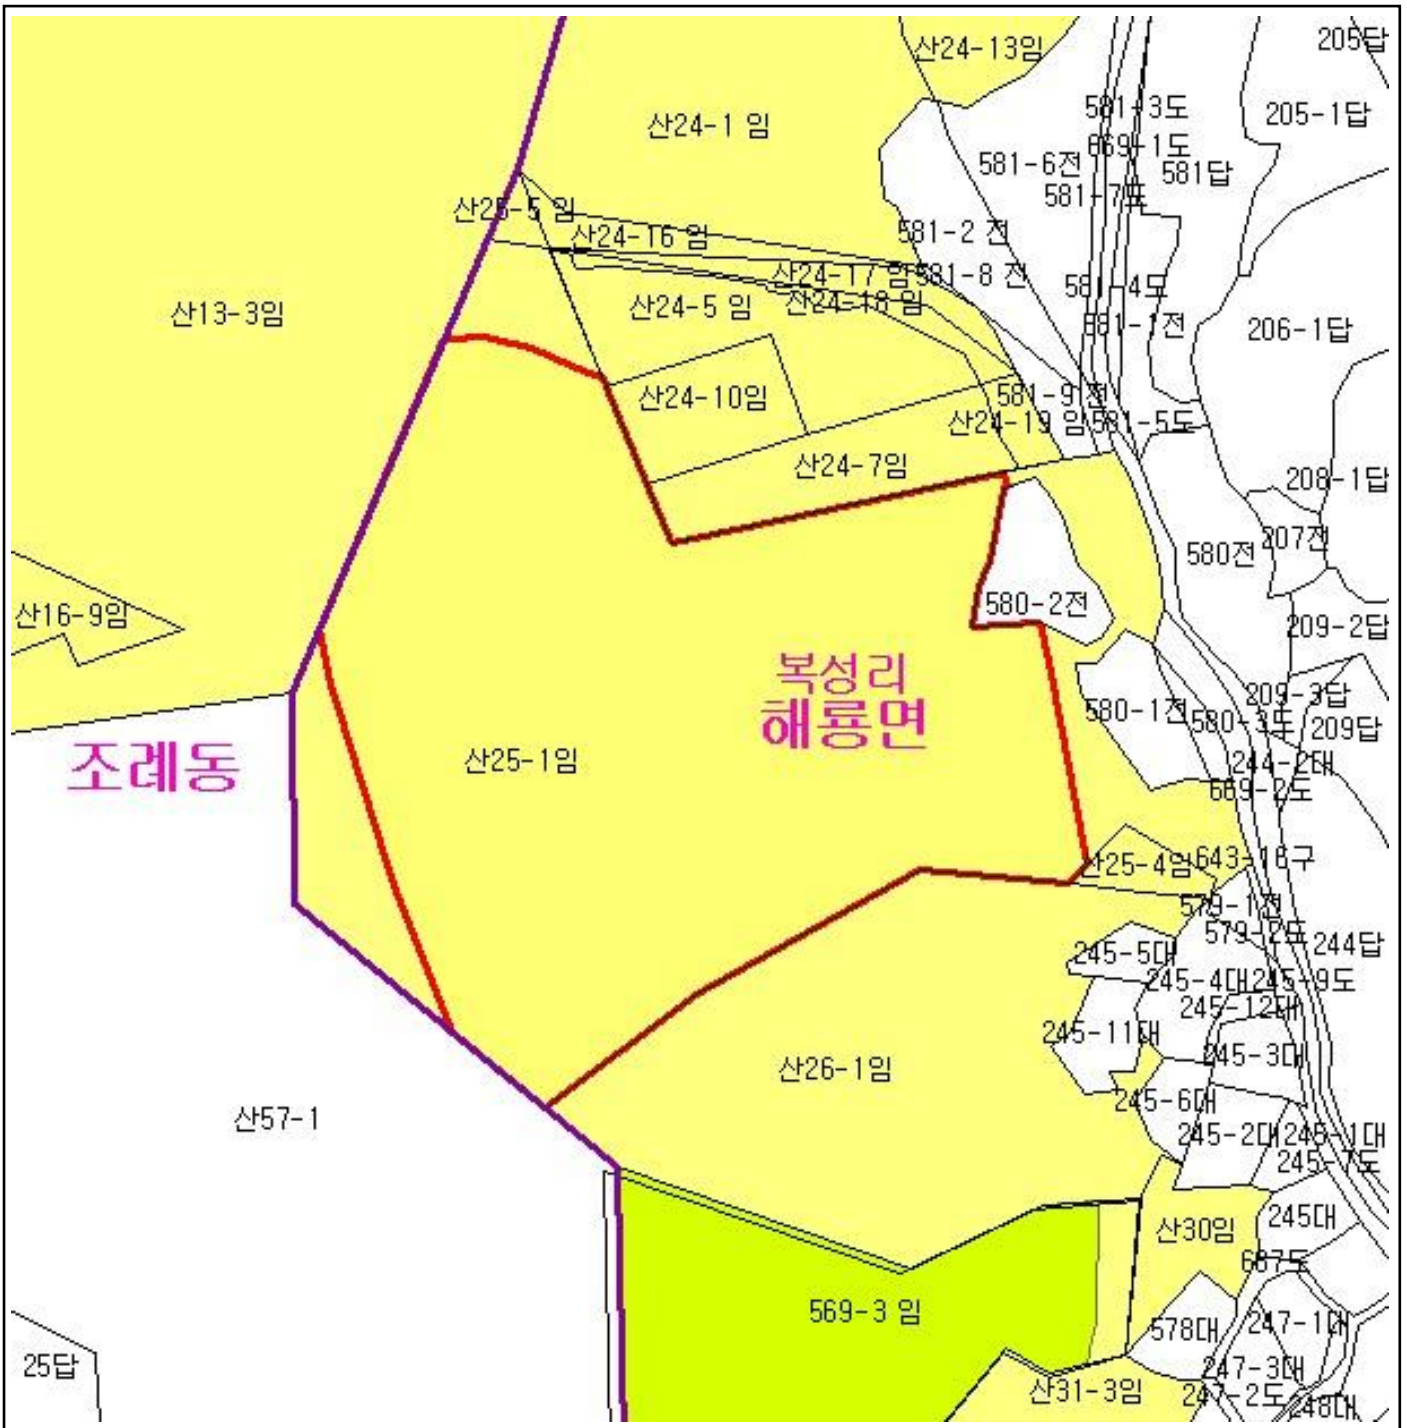 산24-13임
205답
산24-1 임
581-3도
205-1답
669-1도
581-6전
581답
581-7도
산25-5 임
산24-16 임
581-2 전
산24-17 임
581-8 전
581-4도
산24-5 임
산24-18 임
산13-3임
581-1전
206-1답
산24-10임
581-9 전
산24-19 임
581-5도
산24-7임
208-1답
207전
580전
580-2전
산16-9임
209-2답
복성리
해룡면
209-3답
580-1전
580-3도
209답
조례동
산25-1임
244-2대
669-2도
산25-4임
643-16구
579-1전
579-2도
244답
245-5대
245-4대
245-9도
245-12대
245-11대
245-3대
산26-1임
245-6대
산57-1
245-2대
245-1대
245-7도
245대
산30임
687도
569-3 임
578대
247-1대
25답
247-3대
산31-3임
247-2도
248대